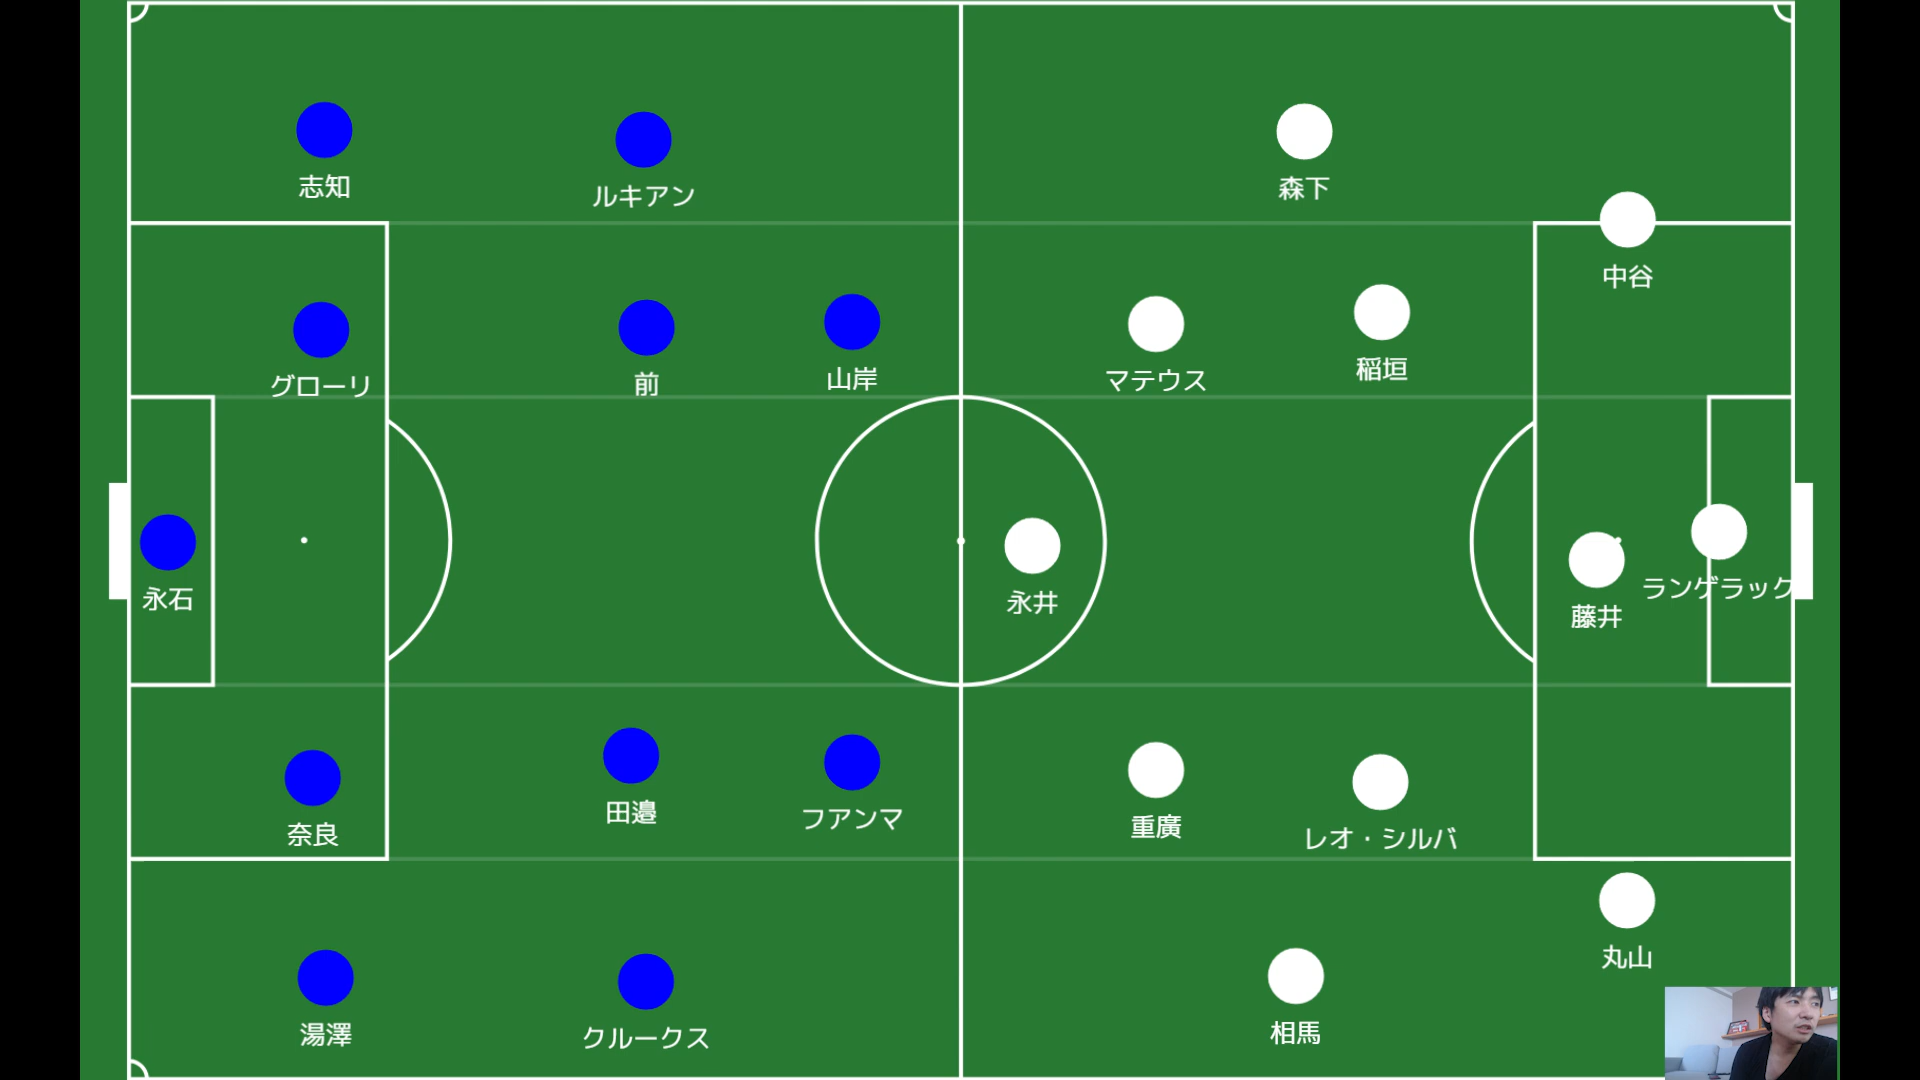 志知
ルキアン
森下
中谷
グローリ
前
山岸
マテウス
稲垣
永石
永井
藤井
ランゲラック
奈良
田邉
フアンマ
重廣
レオ・シルバ
湯澤
クルークス
相馬
丸山